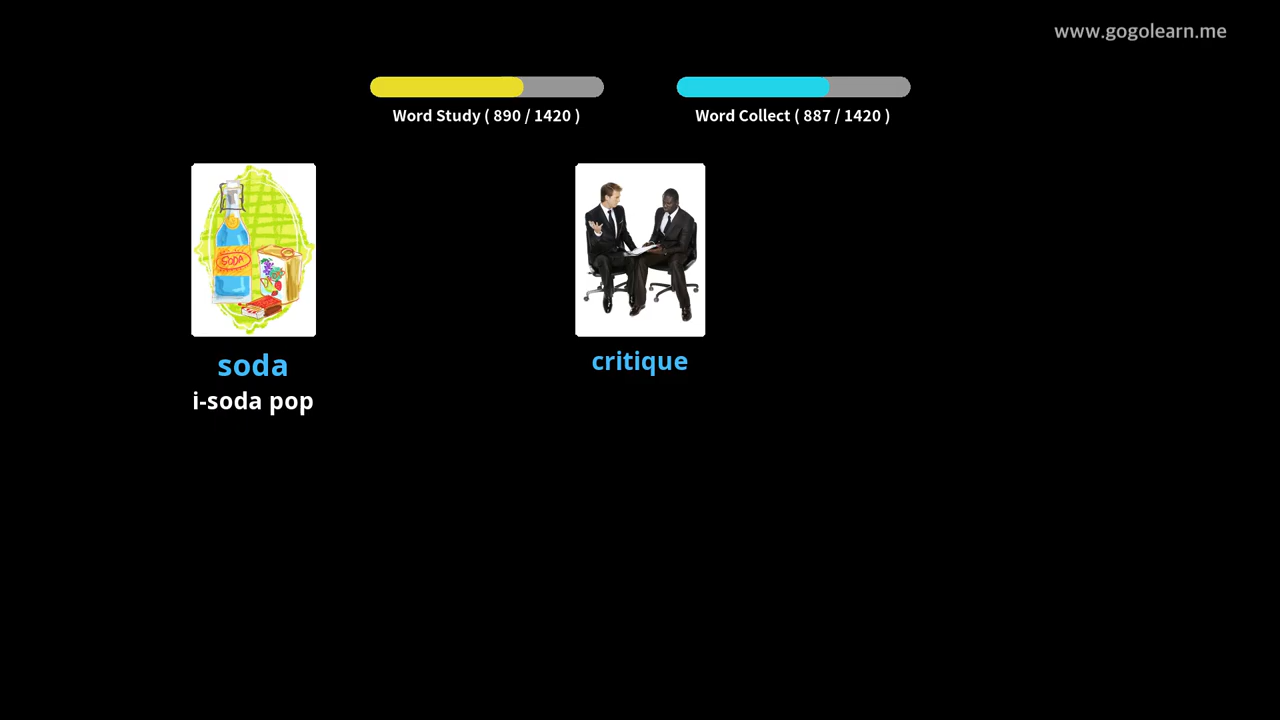 www.gogolearn.me
Word Study ( 890 / 1420 )
Word Collect ( 887 / 1420 )
SODA
soda
i-soda pop
critique